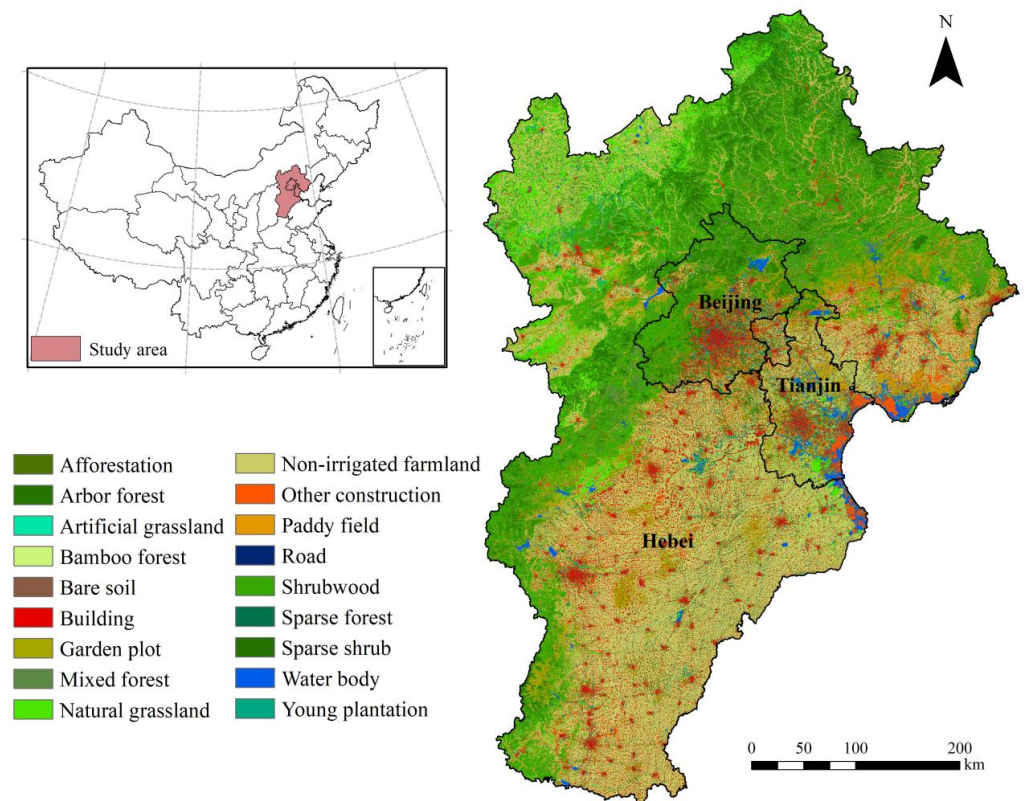 N
Study area
Beijing
Tianjin
Hebei
Afforestation
Arbor forest
Artificial grassland
Bamboo forest
Bare soil
Building
Garden plot
Mixed forest
Natural grassland
Non-irrigated farmland
Other construction
Paddy field
Road
Shrubwood
Sparse forest
Sparse shrub
Water body
Young plantation
0 50 100 200
km